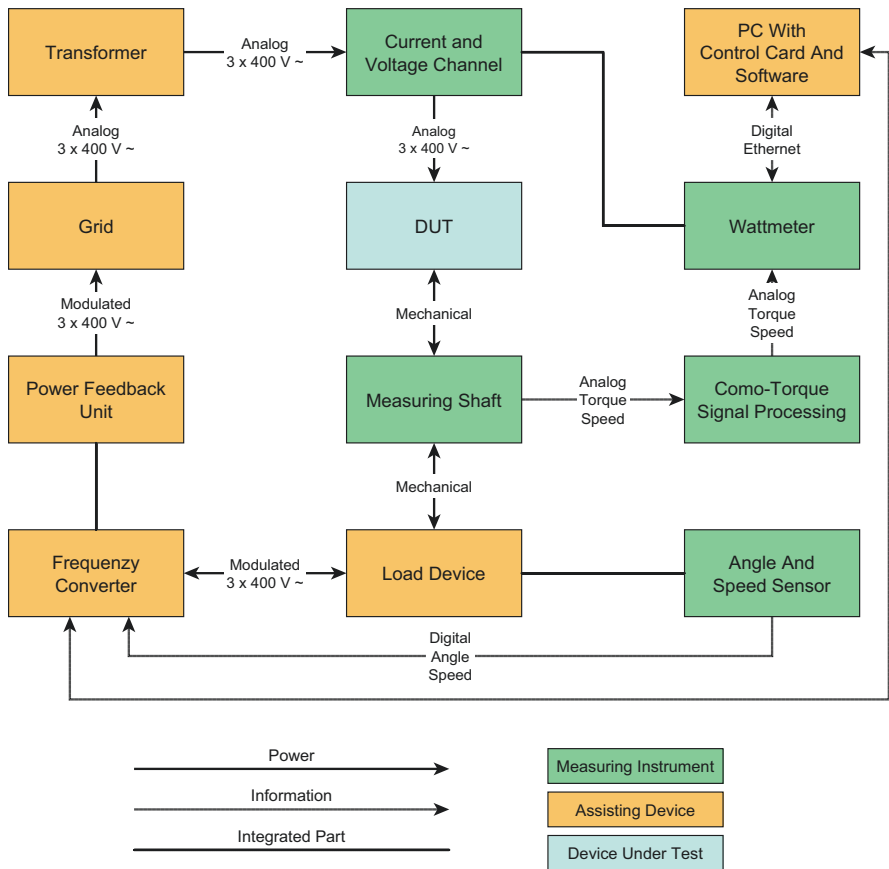 Transformer
Analog
3 x 400 V ~
Current and
Voltage Channel
PC With
Control Card And
Software
Analog
3 x 400 V ~
Analog
3 x 400 V ~
Digital
Ethernet
Grid
DUT
Wattmeter
Modulated
3 x 400 V ~
Mechanical
Analog
Torque
Speed
Power Feedback
Unit
Measuring Shaft
Analog
Torque
Speed
Como-Torque
Signal Processing
Mechanical
Frequenzy
Converter
Modulated
3 x 400 V ~
Load Device
Angle And
Speed Sensor
Digital
Angle
Speed
Power
Information
Integrated Part
Measuring Instrument
Assisting Device
Device Under Test